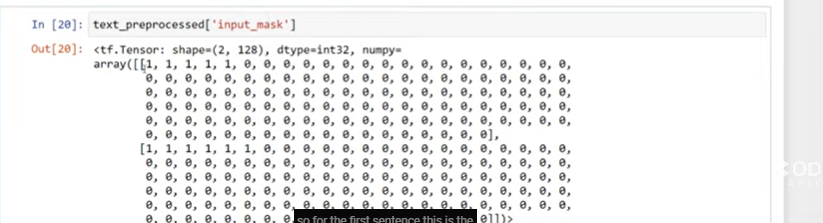 In [20]: text_preprocessed['input_mask']
Out[20]: <tf.Tensor: shape=(2, 128), dtype=int32, numpy=
array([[1, 1, 1, 1, 1, 0, 0, 0, 0, 0, 0, 0, 0, 0, 0, 0, 0, 0, 0, 0, 0, 0,
0, 0, 0, 0, 0, 0, 0, 0, 0, 0, 0, 0, 0, 0, 0, 0, 0, 0, 0, 0, 0, 0,
0, 0, 0, 0, 0, 0, 0, 0, 0, 0, 0, 0, 0, 0, 0, 0, 0, 0, 0, 0, 0, 0,
0, 0, 0, 0, 0, 0, 0, 0, 0, 0, 0, 0, 0, 0, 0, 0, 0, 0, 0, 0, 0, 0,
0, 0, 0, 0, 0, 0, 0, 0, 0, 0, 0, 0, 0, 0, 0, 0, 0, 0, 0, 0, 0, 0,
0, 0, 0, 0, 0, 0, 0, 0, 0, 0, 0, 0, 0, 0, 0, 0, 0, 0],
[1, 1, 1, 1, 1, 1, 0, 0, 0, 0, 0, 0, 0, 0, 0, 0, 0, 0, 0, 0, 0, 0,
0, 0, 0, 0, 0, 0, 0, 0, 0, 0, 0, 0, 0, 0, 0, 0, 0, 0, 0, 0, 0, 0,
0, 0, 0, 0, 0, 0, 0, 0, 0, 0, 0, 0, 0, 0, 0, 0, 0, 0, 0, 0, 0, 0,
0, 0, 0, 0, 0, 0, 0, 0, 0, 0, 0, 0, 0, 0, 0, 0, 0, 0, 0, 0, 0, 0,
0, 0, 0, 0, 0, 0, 0, 0, 0, 0, 0, 0, 0, 0, 0, 0, 0, 0, 0, 0, 0, 0,
0, 0, 0, 0, 0, 0, 0, 0 so for the first sentence this is the 0]])>